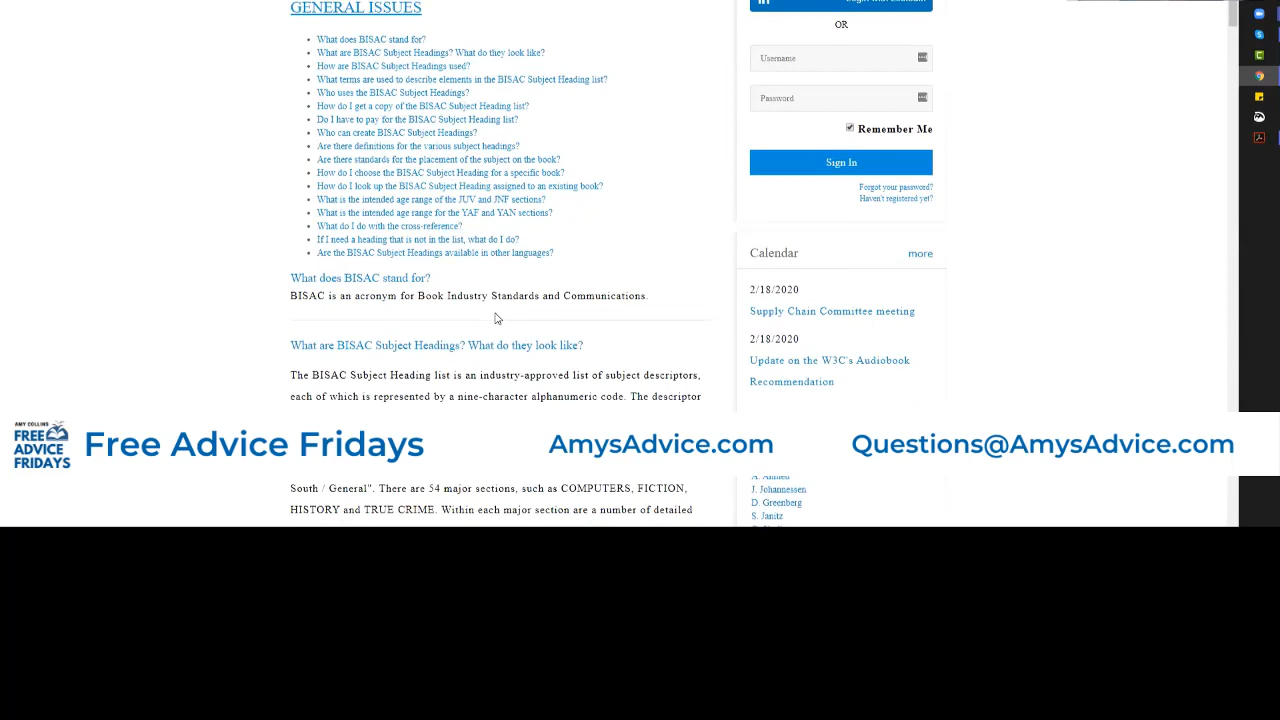 GENERAL ISSUES
What does BISAC stand for?
What are BISAC Subject Headings? What do they look like?
How are BISAC Subject Headings used?
What terms are used to describe elements in the BISAC Subject Heading list?
Who uses the BISAC Subject Headings?
How do I get a copy of the BISAC Subject Heading list?
Do I have to pay for the BISAC Subject Heading list?
Who can create BISAC Subject Headings?
Are there definitions for the various subject headings?
Are there standards for the placement of the subject on the book?
How do I choose the BISAC Subject Heading for a specific book?
How do I look up the BISAC Subject Heading assigned to an existing book?
What is the intended age range of the JUV and JNF sections?
What is the intended age range for the YAF and YAN sections?
What do I do with the cross-reference?
If I need a heading that is not in the list, what do I do?
Are the BISAC Subject Headings available in other languages?
What does BISAC stand for?
BISAC is an acronym for Book Industry Standards and Communications.
What are BISAC Subject Headings? What do they look like?
The BISAC Subject Heading list is an industry-approved list of subject descriptors,
each of which is represented by a nine-character alphanumeric code. The descriptor
South / General". There are 54 major sections, such as COMPUTERS, FICTION,
HISTORY and TRUE CRIME. Within each major section are a number of detailed
OR
Username
Password
Remember Me
Sign In
Forgot your password?
Haven't registered yet?
Calendar more
2/18/2020
Supply Chain Committee meeting
2/18/2020
Update on the W3C's Audiobook
Recommendation
A. Ahmed
J. Johannessen
D. Greenberg
S. Janitz
AMY COLLINS
FREE
ADVICE
FRIDAYS
Free Advice Fridays
AmysAdvice.com
Questions@AmysAdvice.com